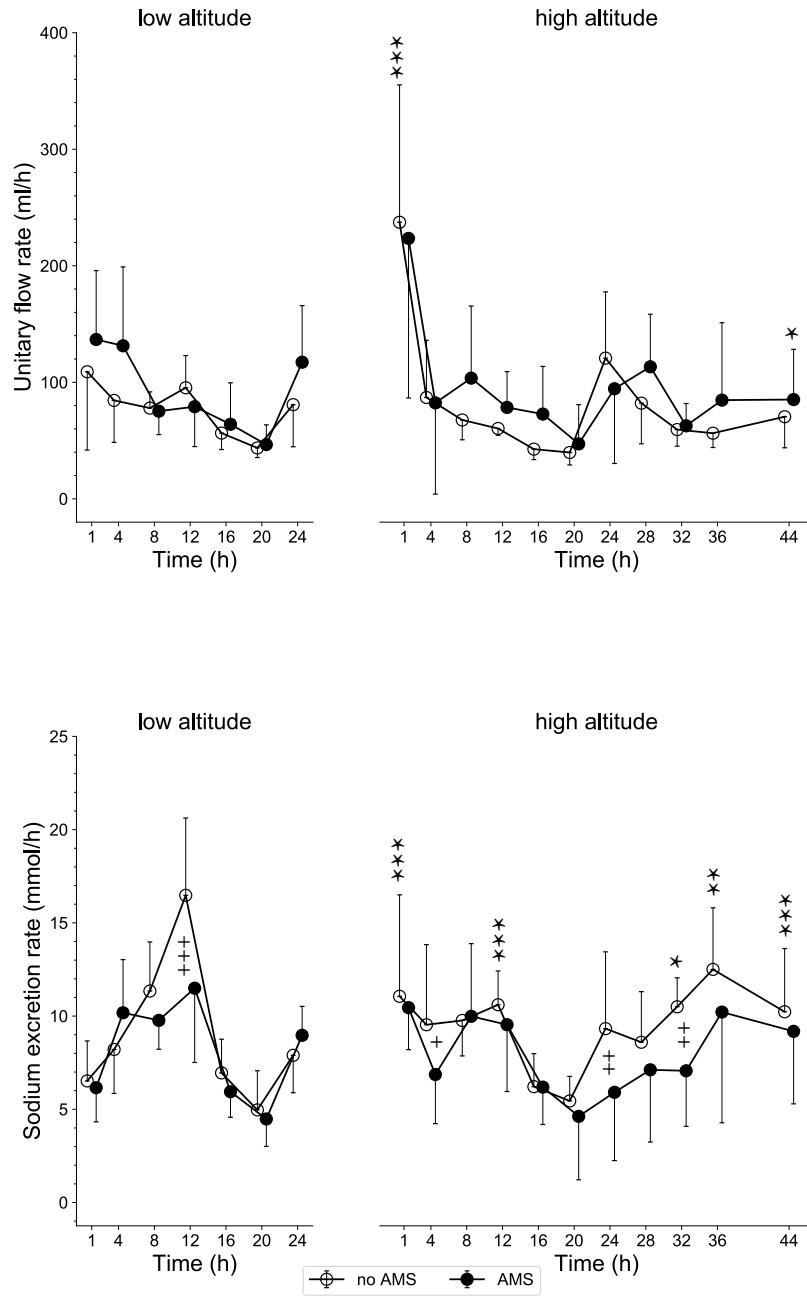 low altitude
high altitude
400
300
200
100
0
Unitary flow rate (ml/h)
***
*
1 4 8 12 16 20 24
1 4 8 12 16 20 24 28 32 36 44
Time (h)
Time (h)
low altitude
high altitude
25
20
15
10
5
0
Sodium excretion rate (mmol/h)
+++
***
+
***
++
*
++
**
***
1 4 8 12 16 20 24
1 4 8 12 16 20 24 28 32 36 44
Time (h)
Time (h)
no AMS
AMS